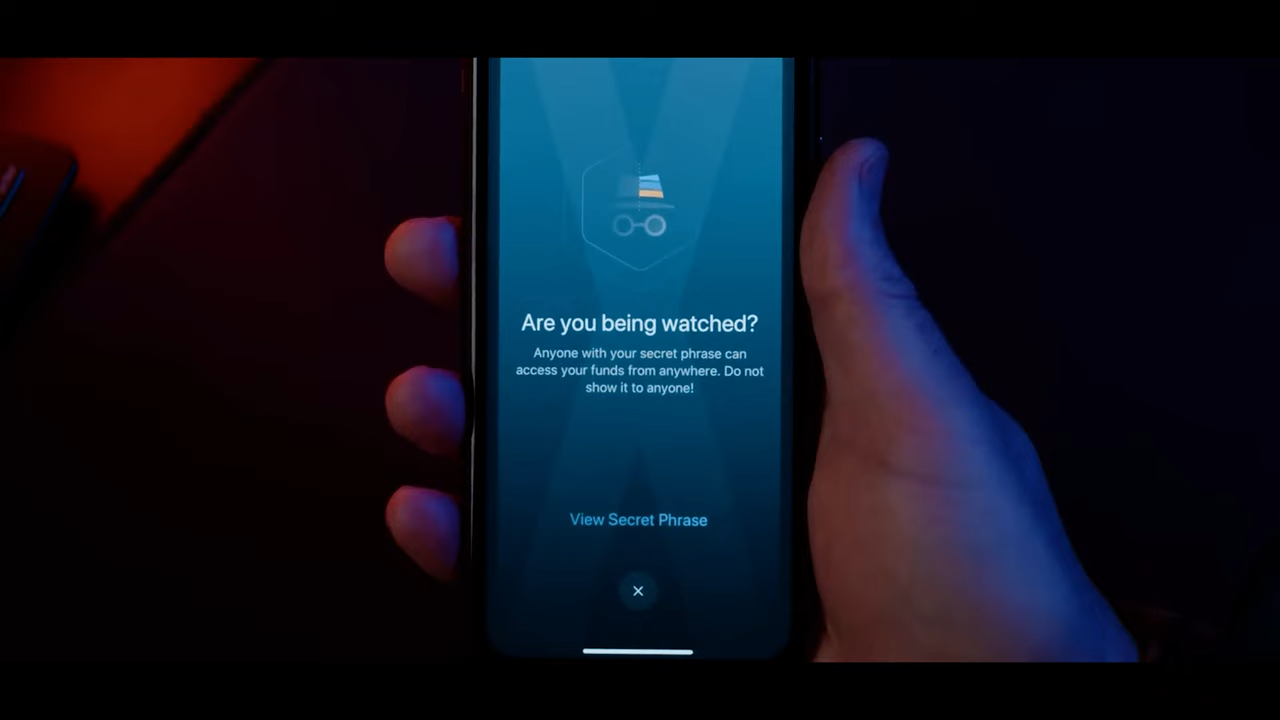 Are you being watched?
Anyone with your secret phrase can
access your funds from anywhere. Do not
show it to anyone!
View Secret Phrase